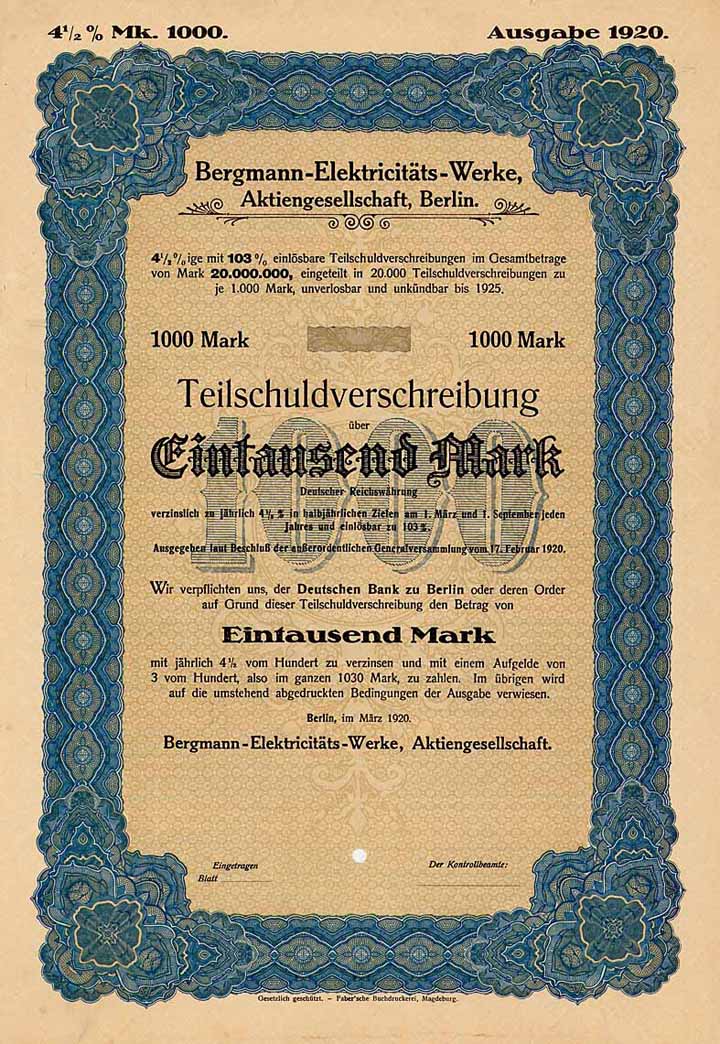 4½ % Mk. 1000. Ausgabe 1920.
Bergmann-Elektricitäts-Werke,
Aktiengesellschaft, Berlin.
4½%ige mit 103% einlösbare Teilschuldverschreibungen im Gesamtbetrage
von Mark 20.000.000, eingeteilt in 20.000 Teilschuldverschreibungen zu
je 1.000 Mark, unverlosbar und unkündbar bis 1925.
1000 Mark 1000 Mark
Teilschuldverschreibung
über
1000
Eintausend Mark
Deutscher Reichswährung
verzinslich zu jährlich 4½% in halbjährlichen Zielen am 1. März und 1. September jeden
Jahres und einlösbar zu 103%.
Ausgegeben laut Beschluß der außerordentlichen Generalversammlung vom 17. Februar 1920.
Wir verpflichten uns, der Deutschen Bank zu Berlin oder deren Order
auf Grund dieser Teilschuldverschreibung den Betrag von
Eintausend Mark
mit jährlich 4½ vom Hundert zu verzinsen und mit einem Aufgelde von
3 vom Hundert, also im ganzen 1030 Mark, zu zahlen. Im übrigen wird
auf die umstehend abgedruckten Bedingungen der Ausgabe verwiesen.
Berlin, im März 1920.
Bergmann-Elektricitäts-Werke, Aktiengesellschaft.
Eingetragen Der Kontrollbeamte:
Blatt
Gesetzlich geschützt. – Faber'sche Buchdruckerei, Magdeburg.